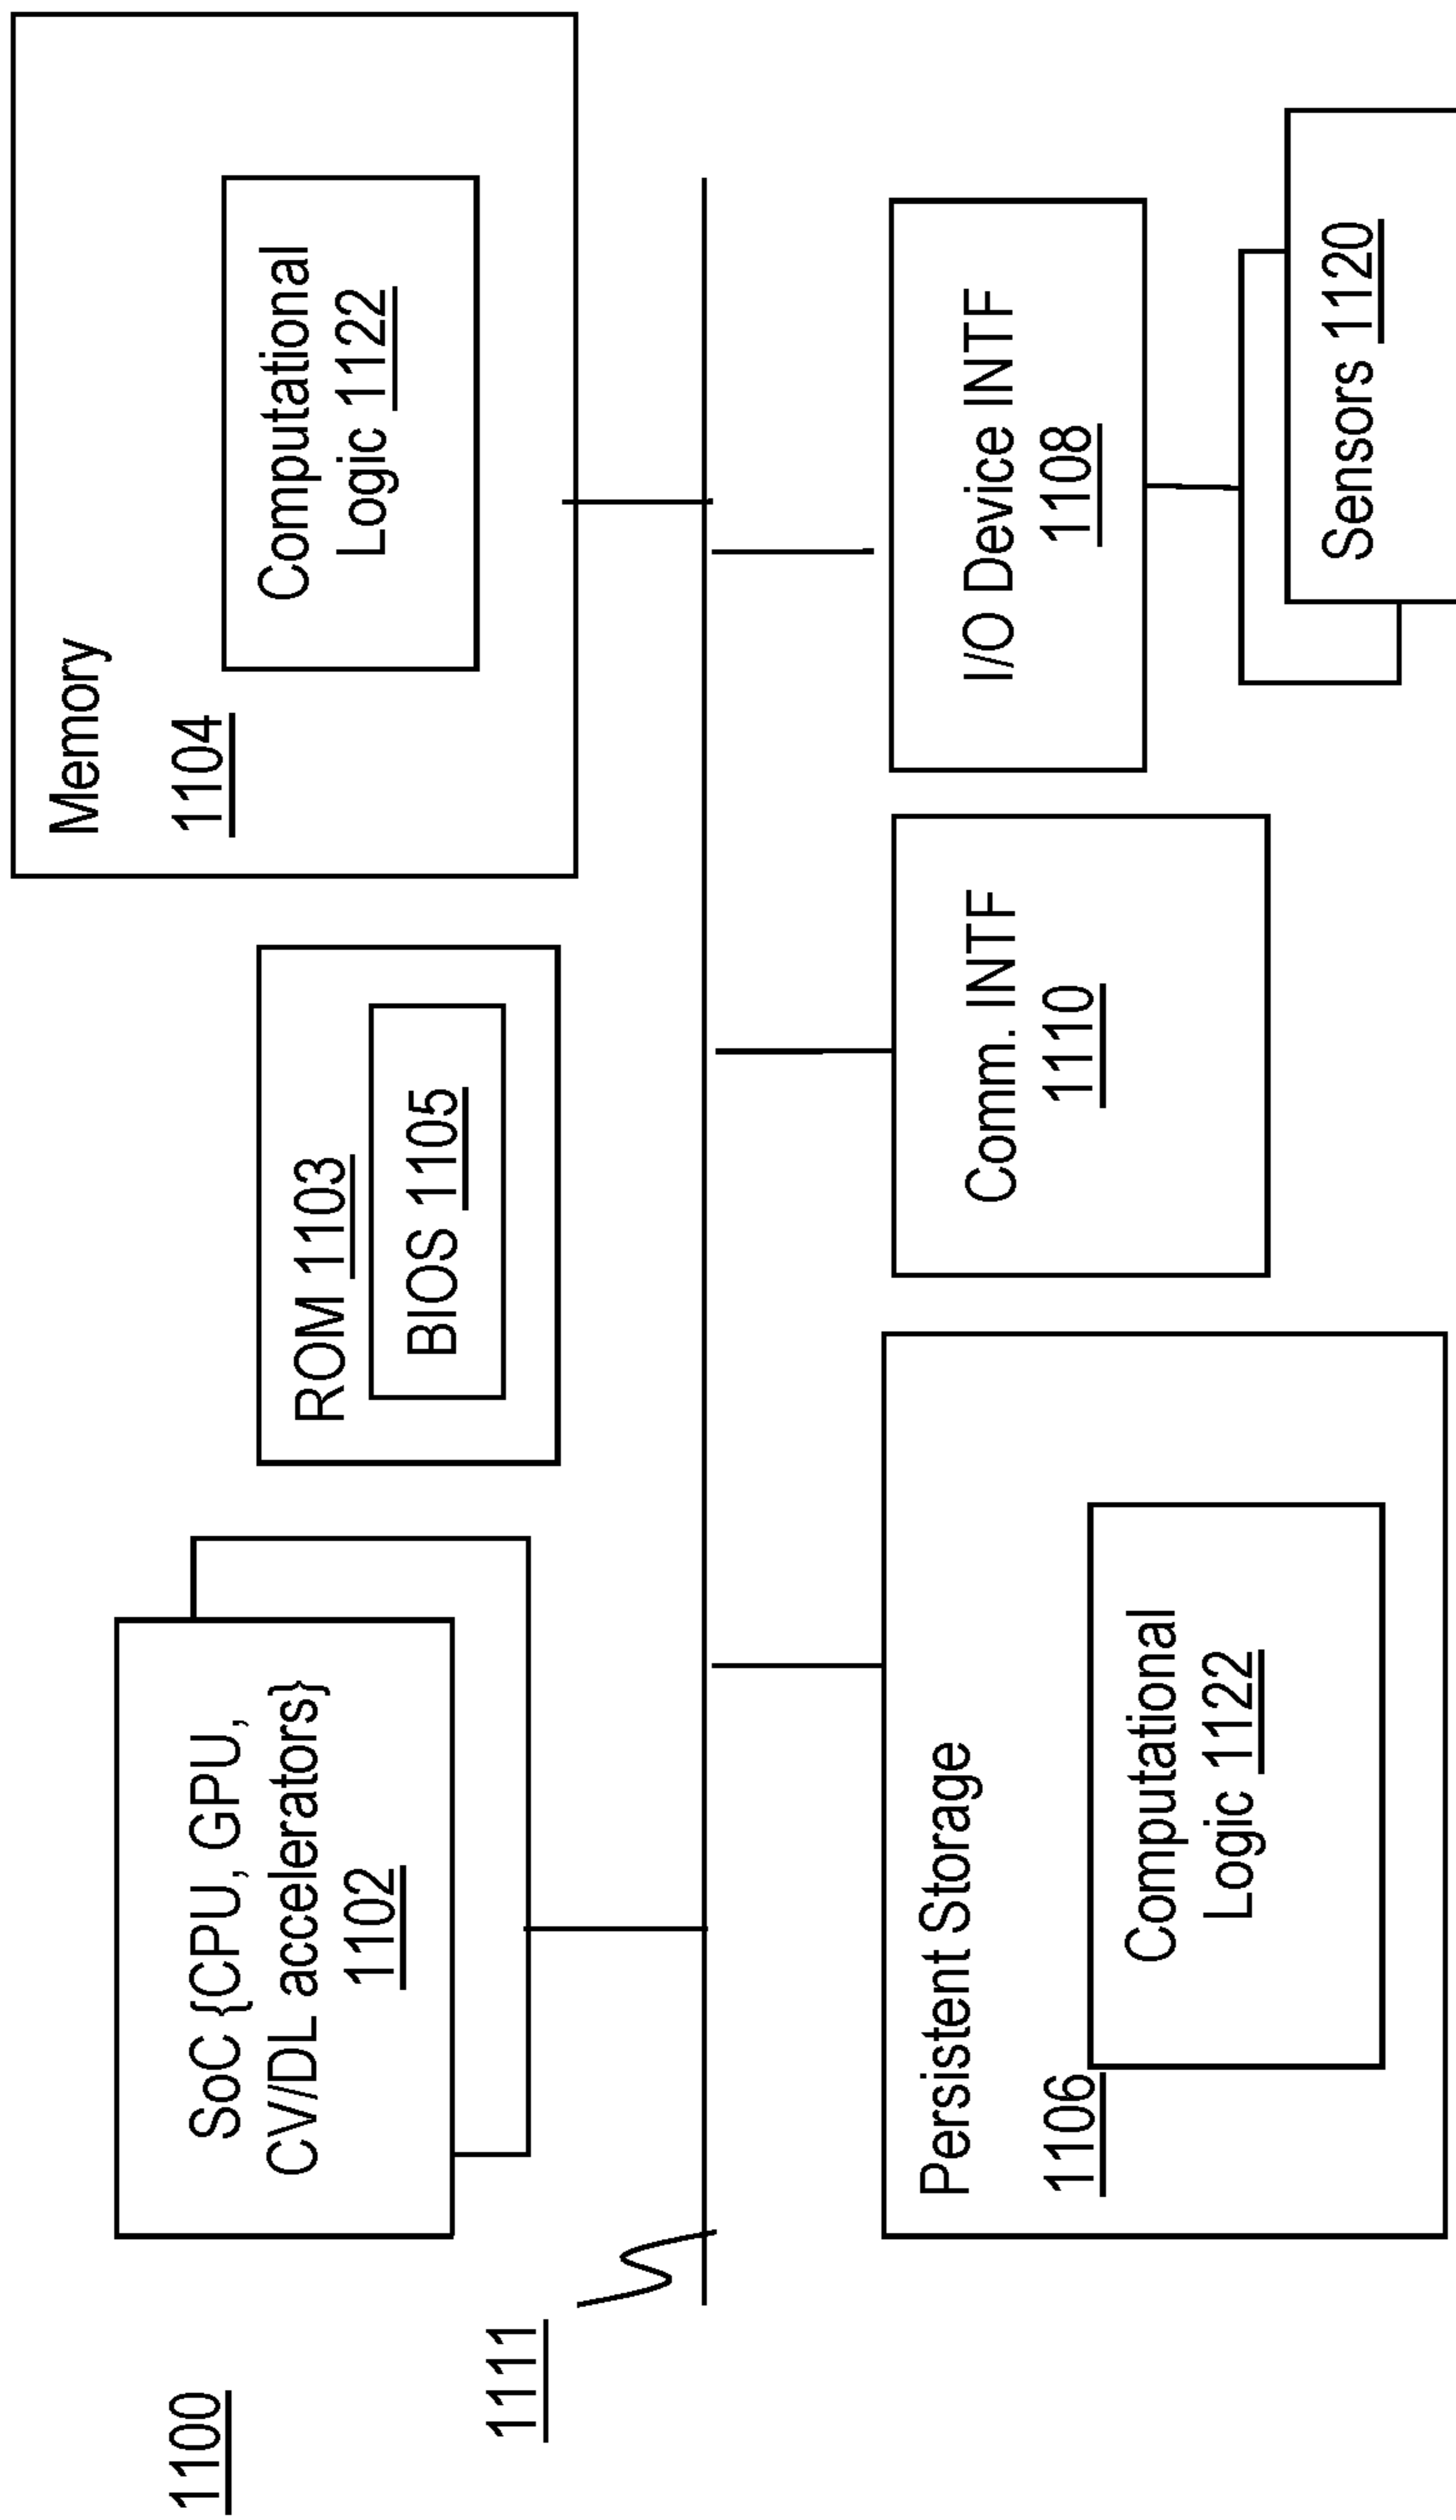 1100
SoC {CPU, GPU,
CV/DL accelerators}
1102
ROM 1103
BIOS 1105
Memory
1104
Computational
Logic 1122
1111
Persistent Storage
1106
Computational
Logic 1122
Comm. INTF
1110
I/O Device INTF
1108
Sensors 1120